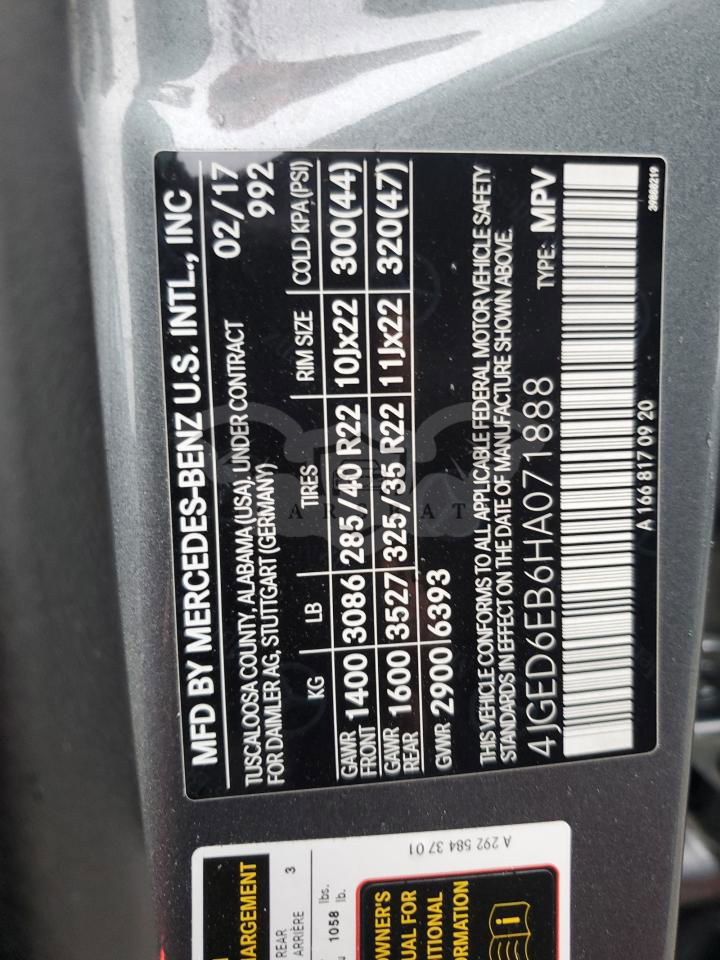 MFD BY MERCEDES-BENZ U.S. INTL., INC
TUSCALOOSA COUNTY, ALABAMA (USA), UNDER CONTRACT 02/17
FOR DAIMLER AG, STUTTGART (GERMANY) 992
KG LB TIRES RIM SIZE COLD KPA (PSI)
GAWR FRONT 1400 3086 285/40 R22 10Jx22 300(44)
GAWR REAR 1600 3527 325/35 R22 11Jx22 320(47)
GVWR 2900 6393
THIS VEHICLE CONFORMS TO ALL APPLICABLE FEDERAL MOTOR VEHICLE SAFETY
STANDARDS IN EFFECT ON THE DATE OF MANUFACTURE SHOWN ABOVE.
4JGED6EB6HA071888 TYPE: MPV
A 166 817 09 20 39888219
A 292 584 37 01
ARGEMENT
REAR
ARRIÈRE 3
1058 lbs.
lb.
OWNER'S
UAL FOR
ITIONAL
ORMATION
i